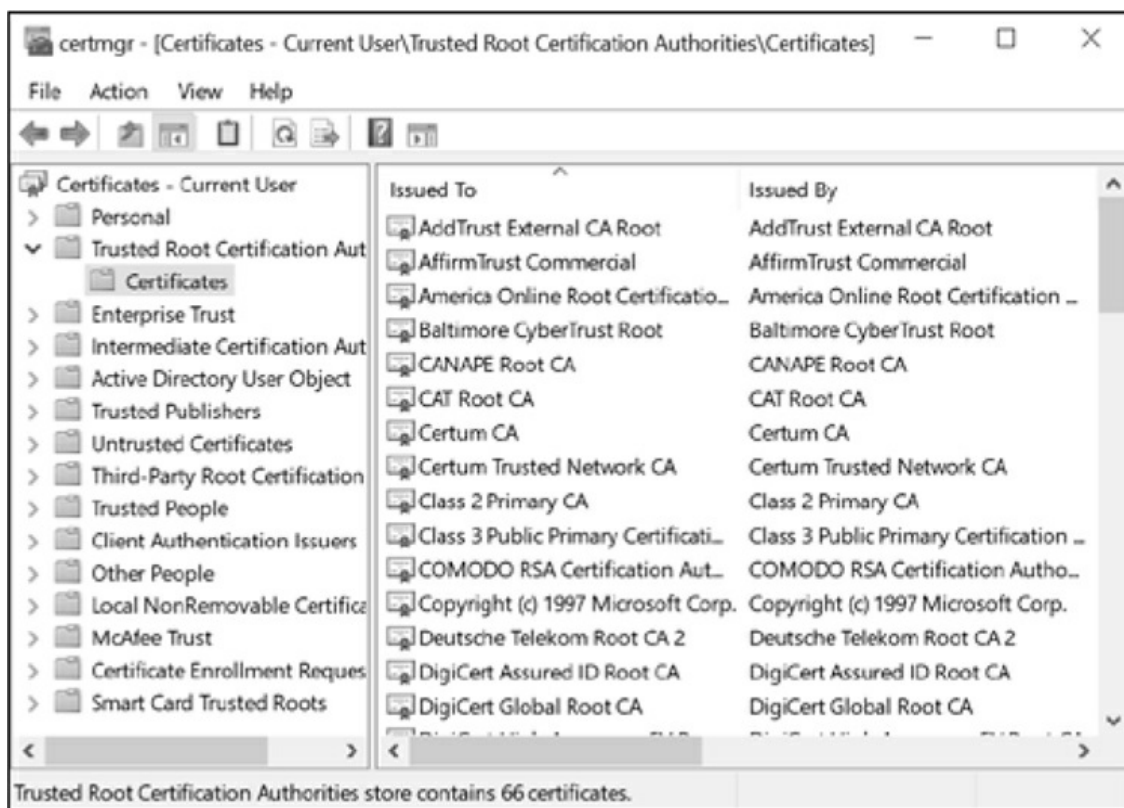 certmgr - [Certificates - Current User\Trusted Root Certification Authorities\Certificates]
File Action View Help
Certificates - Current User
Personal
Trusted Root Certification Aut
Certificates
Enterprise Trust
Intermediate Certification Aut
Active Directory User Object
Trusted Publishers
Untrusted Certificates
Third-Party Root Certification
Trusted People
Client Authentication Issuers
Other People
Local NonRemovable Certifica
McAfee Trust
Certificate Enrollment Reques
Smart Card Trusted Roots
Issued To Issued By
AddTrust External CA Root AddTrust External CA Root
AffirmTrust Commercial AffirmTrust Commercial
America Online Root Certificatio... America Online Root Certification ...
Baltimore CyberTrust Root Baltimore CyberTrust Root
CANAPE Root CA CANAPE Root CA
CAT Root CA CAT Root CA
Certum CA Certum CA
Certum Trusted Network CA Certum Trusted Network CA
Class 2 Primary CA Class 2 Primary CA
Class 3 Public Primary Certificati... Class 3 Public Primary Certification ...
COMODO RSA Certification Aut... COMODO RSA Certification Autho...
Copyright (c) 1997 Microsoft Corp. Copyright (c) 1997 Microsoft Corp.
Deutsche Telekom Root CA 2 Deutsche Telekom Root CA 2
DigiCert Assured ID Root CA DigiCert Assured ID Root CA
DigiCert Global Root CA DigiCert Global Root CA
Trusted Root Certification Authorities store contains 66 certificates.